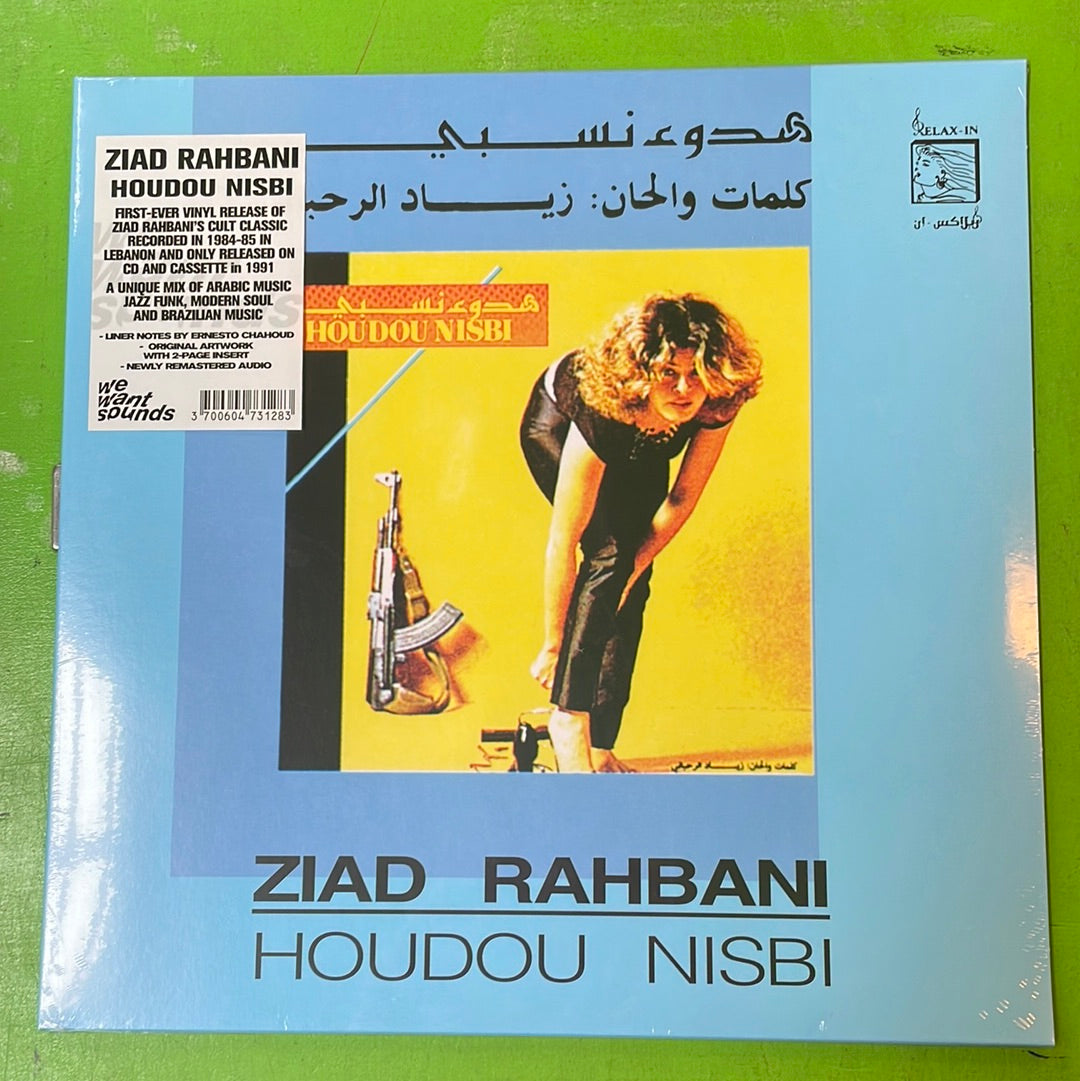 هدوء نسبي
كلمات والحان: زياد الرحب
RELAX-IN
ريلاكس - ان
ZIAD RAHBANI
HOUDOU NISBI
FIRST-EVER VINYL RELEASE OF
ZIAD RAHBANI'S CULT CLASSIC
RECORDED IN 1984-85 IN
LEBANON AND ONLY RELEASED ON
CD AND CASSETTE in 1991
A UNIQUE MIX OF ARABIC MUSIC
JAZZ FUNK, MODERN SOUL
AND BRAZILIAN MUSIC
- LINER NOTES BY ERNESTO CHAHOUD
- ORIGINAL ARTWORK
WITH 2-PAGE INSERT
- NEWLY REMASTERED AUDIO
we
want
sounds
3 700604 731283
هدوء نسبي
HOUDOU NISBI
كلمات والحان: زياد الرحباني
ZIAD RAHBANI
HOUDOU NISBI